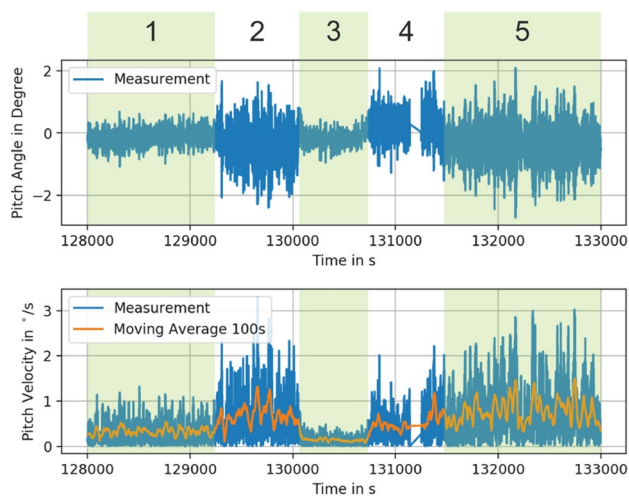 1 2 3 4 5
Pitch Angle in Degree
2
0
−2
Measurement
128000 129000 130000 131000 132000 133000
Time in s
Pitch Velocity in °/s
3
2
1
0
Measurement
Moving Average 100s
128000 129000 130000 131000 132000 133000
Time in s